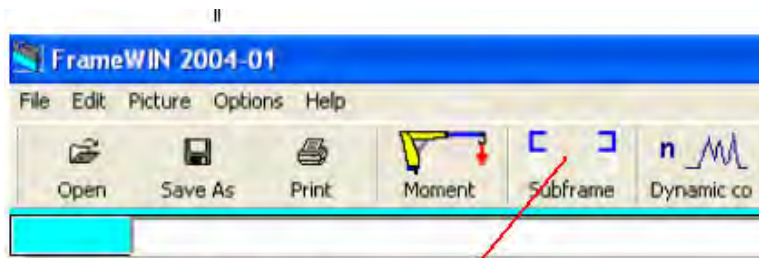 FrameWIN 2004-01
File Edit Picture Options Help
n
Open Save As Print Moment Subframe Dynamic co